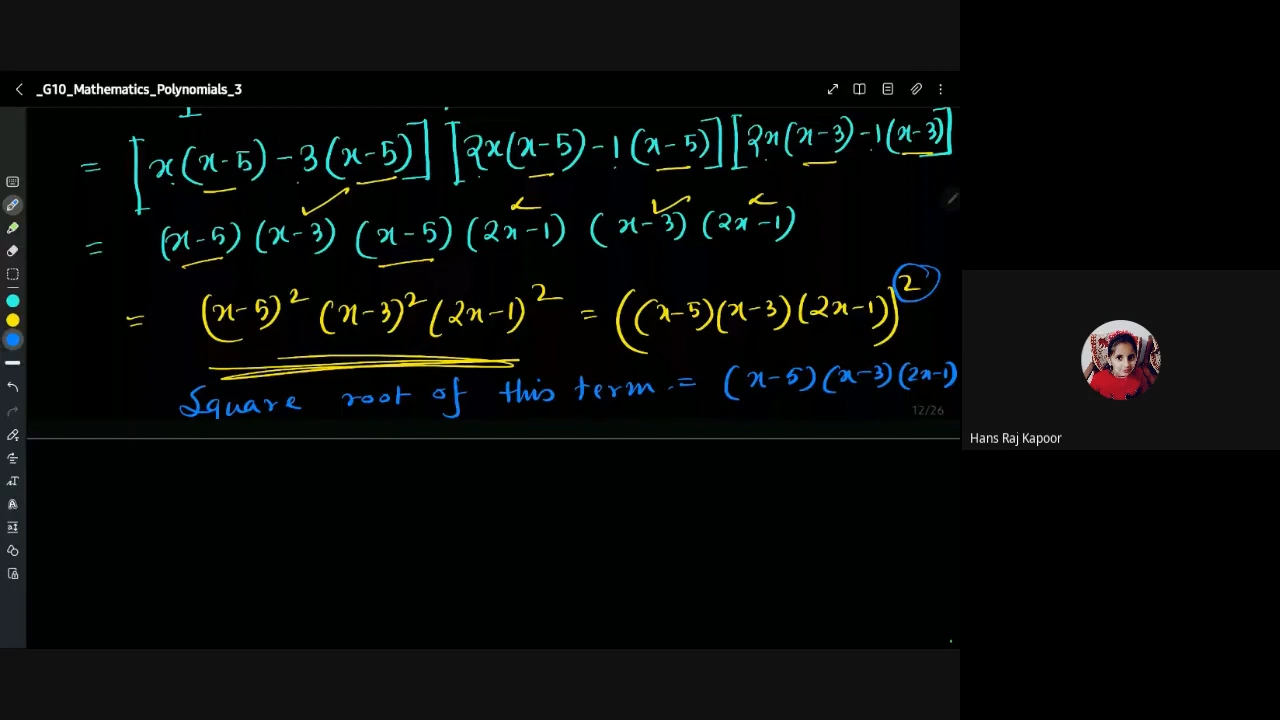 _G10_Mathematics_Polynomials_3
= [x(x-5) -3(x-5)] [2x(x-5) -1(x-5)] [2x(x-3) -1(x-3)]
= (x-5) (x-3) (x-5) (2x-1) (x-3) (2x-1)
= (x-5)² (x-3)² (2x-1)² = ((x-5)(x-3)(2x-1))²
Square root of this term = (x-5)(x-3)(2x-1)
12/26
Hans Raj Kapoor